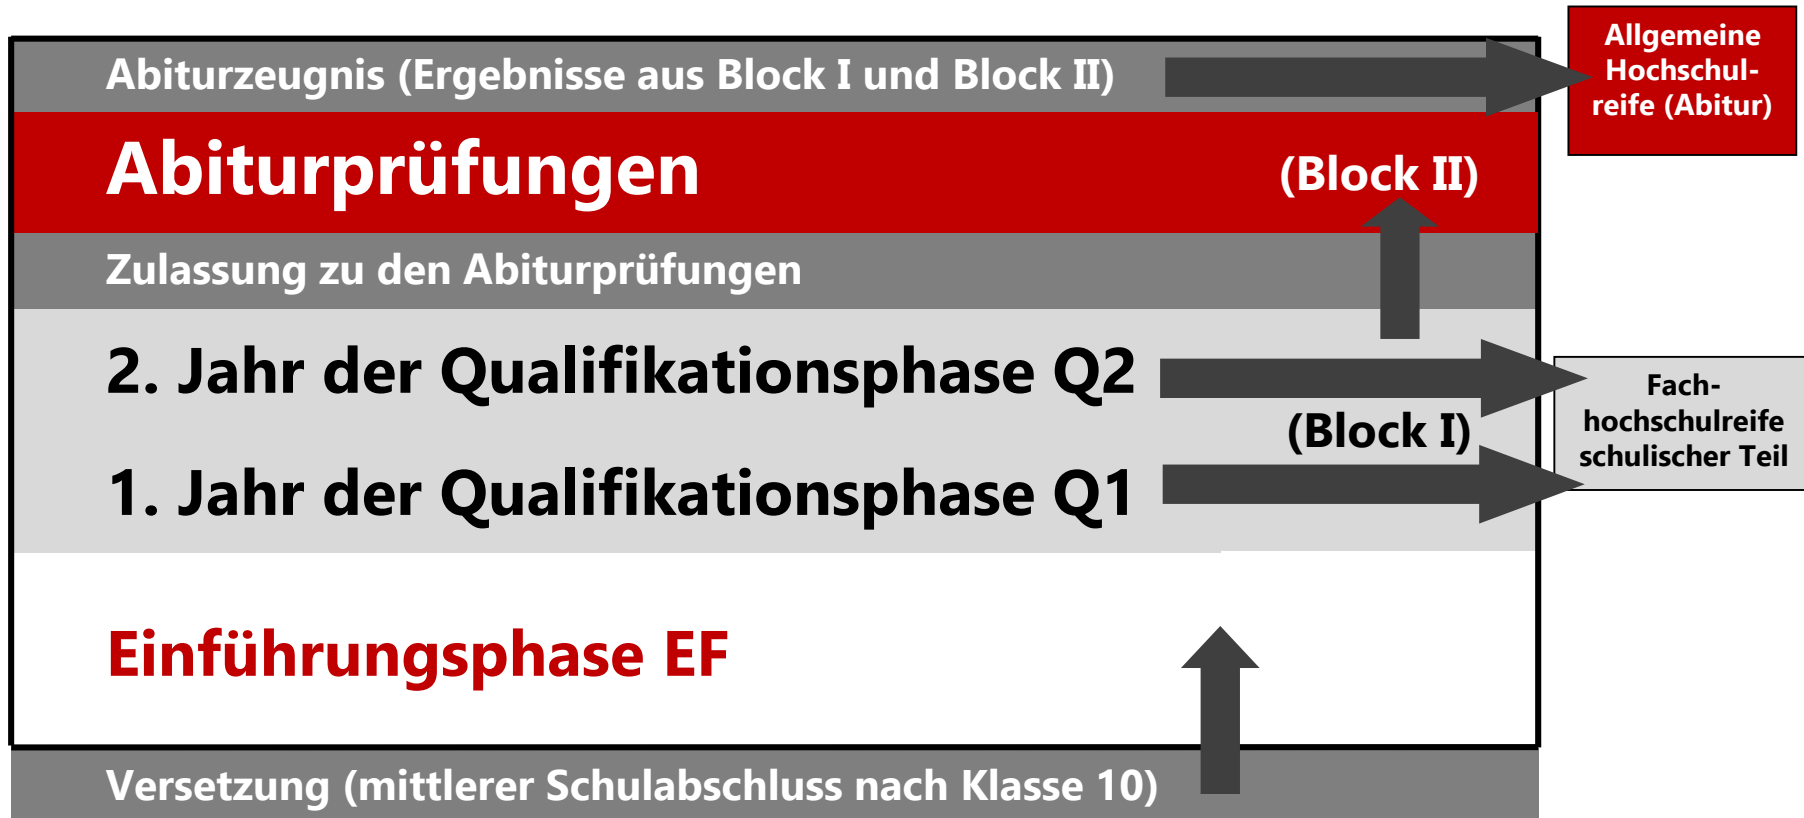 Abiturzeugnis (Ergebnisse aus Block I und Block II)
Allgemeine
Hochschul-
reife (Abitur)
Abiturprüfungen
(Block II)
Zulassung zu den Abiturprüfungen
2. Jahr der Qualifikationsphase Q2
(Block I)
Fach-
hochschulreife
schulischer Teil
1. Jahr der Qualifikationsphase Q1
Einführungsphase EF
Versetzung (mittlerer Schulabschluss nach Klasse 10)